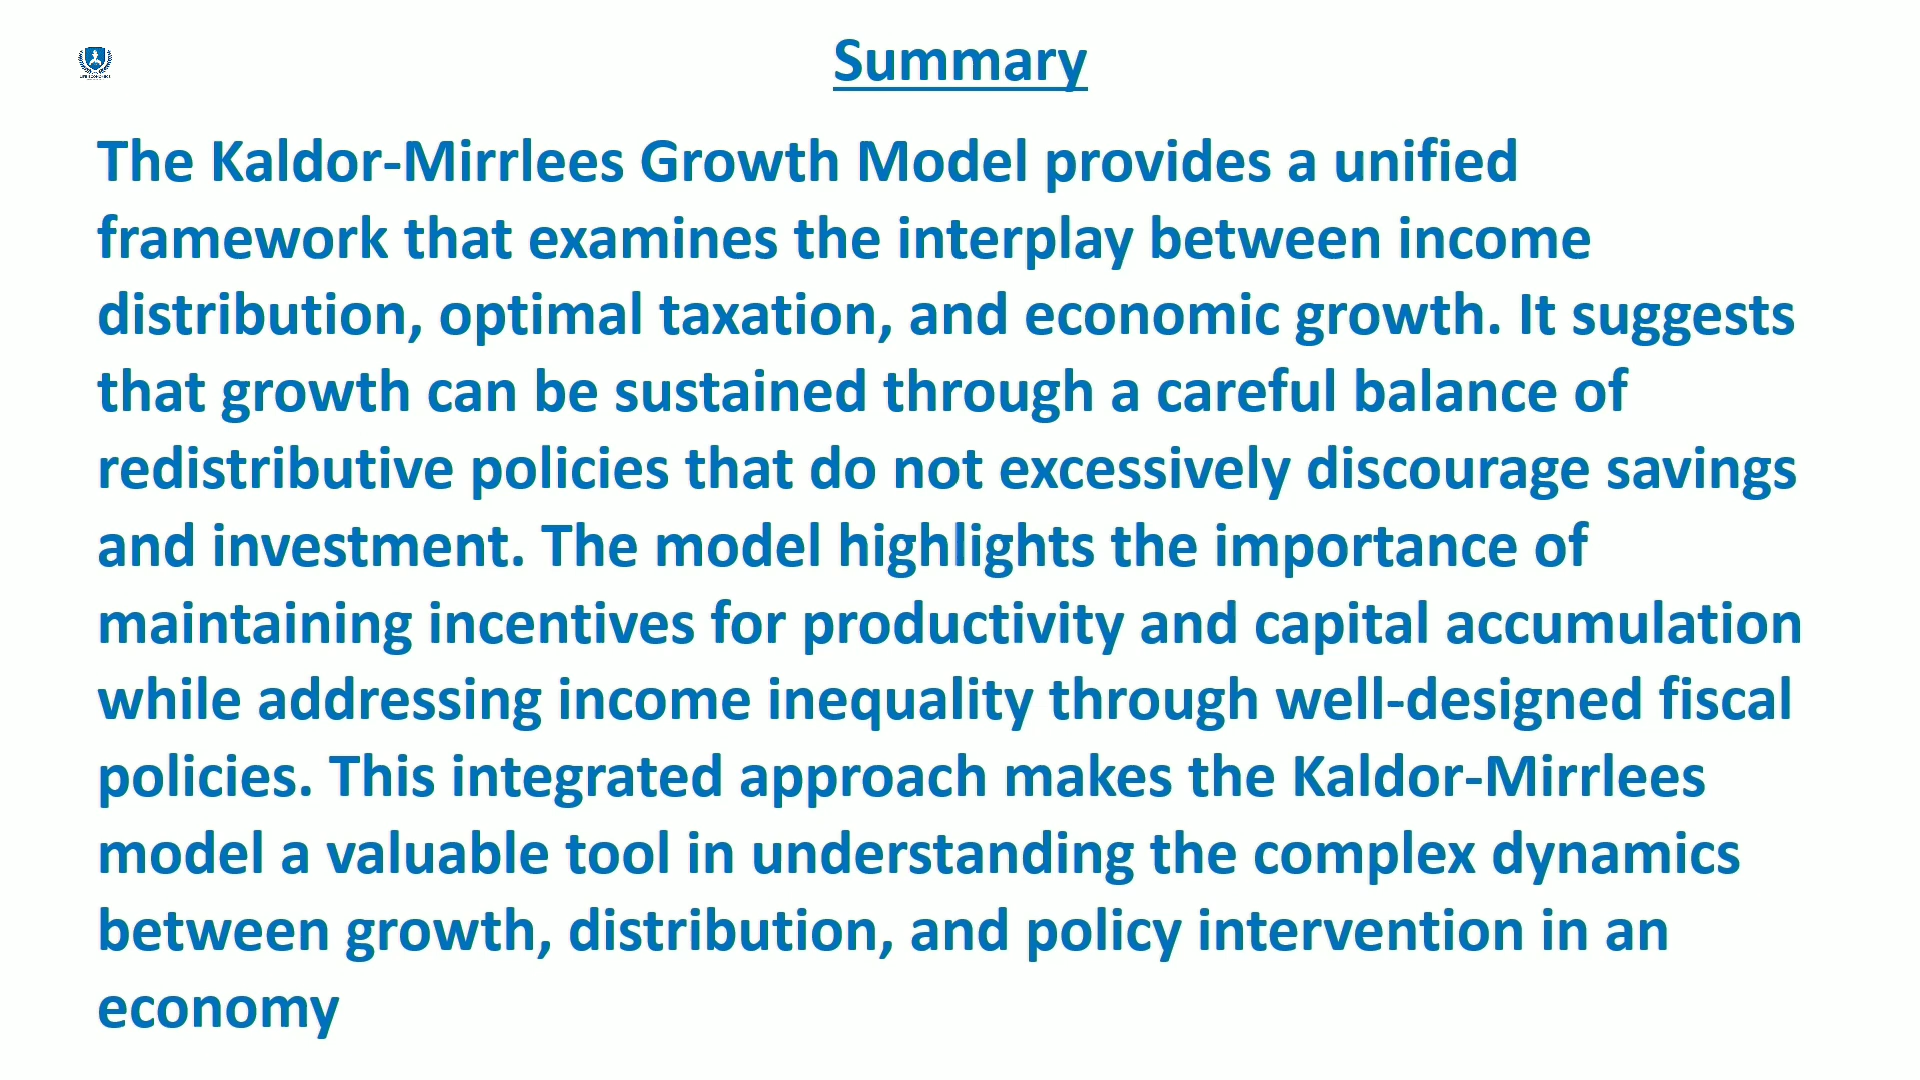 Summary
The Kaldor-Mirrlees Growth Model provides a unified
framework that examines the interplay between income
distribution, optimal taxation, and economic growth. It suggests
that growth can be sustained through a careful balance of
redistributive policies that do not excessively discourage savings
and investment. The model highlights the importance of
maintaining incentives for productivity and capital accumulation
while addressing income inequality through well-designed fiscal
policies. This integrated approach makes the Kaldor-Mirrlees
model a valuable tool in understanding the complex dynamics
between growth, distribution, and policy intervention in an
economy